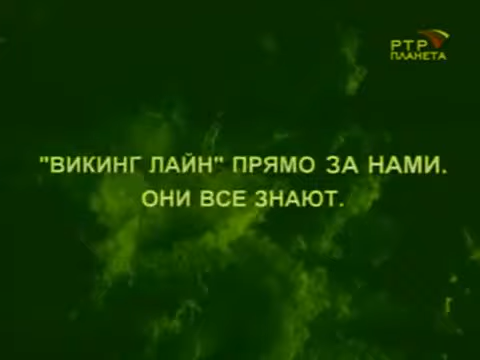 РТР
ПЛАНЕТА
"ВИКИНГ ЛАЙН" ПРЯМО ЗА НАМИ.
ОНИ ВСЕ ЗНАЮТ.